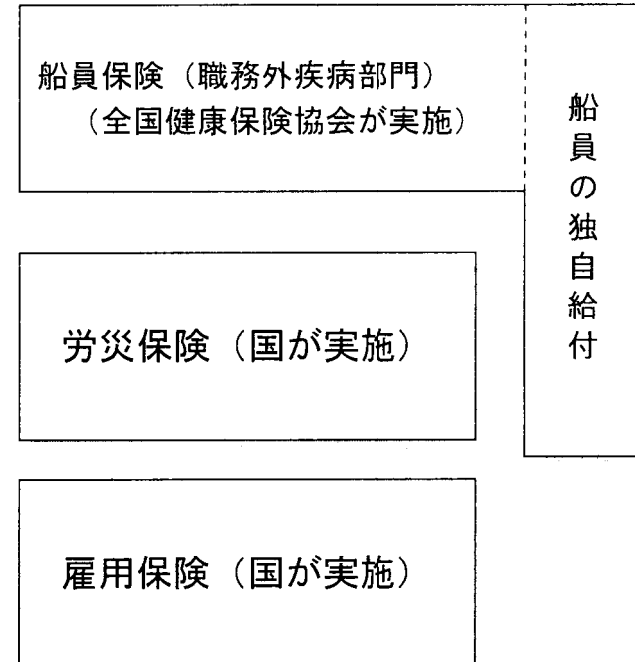 船員保険（職務外疾病部門）
（全国健康保険協会が実施）
船員の独自給付
労災保険（国が実施）
雇用保険（国が実施）